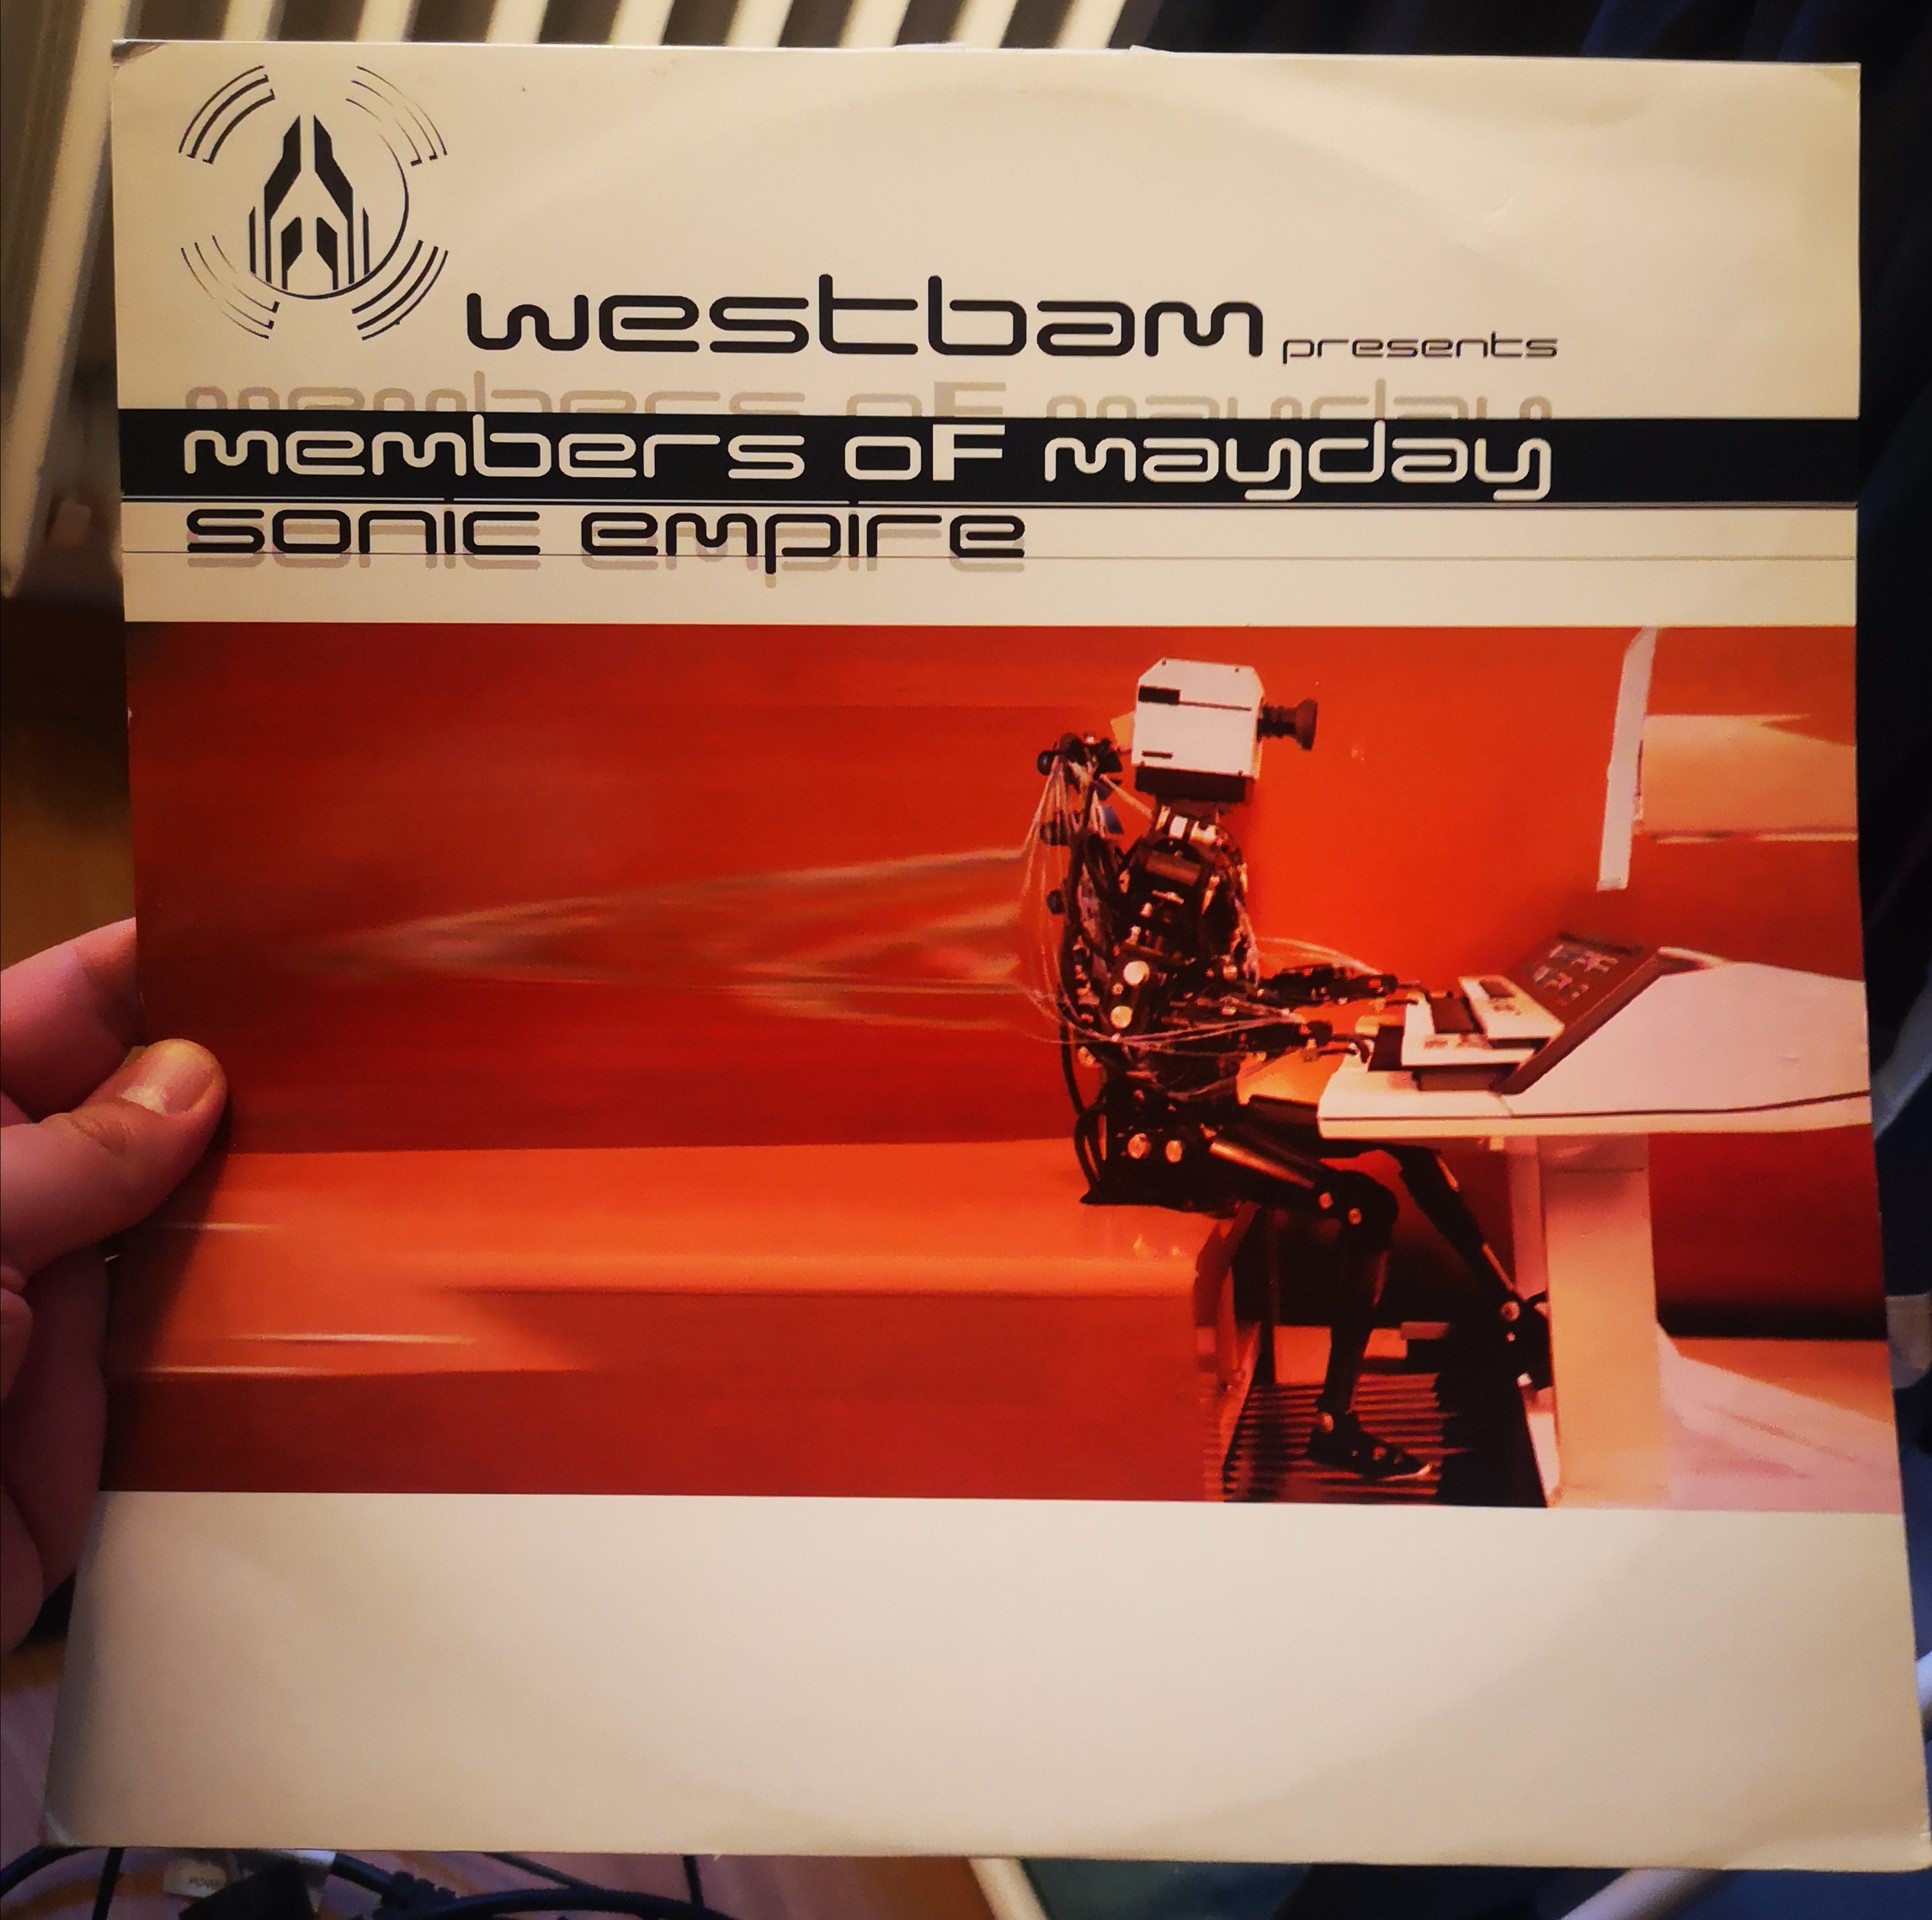 westbam presents
members of mayday
sonic empire